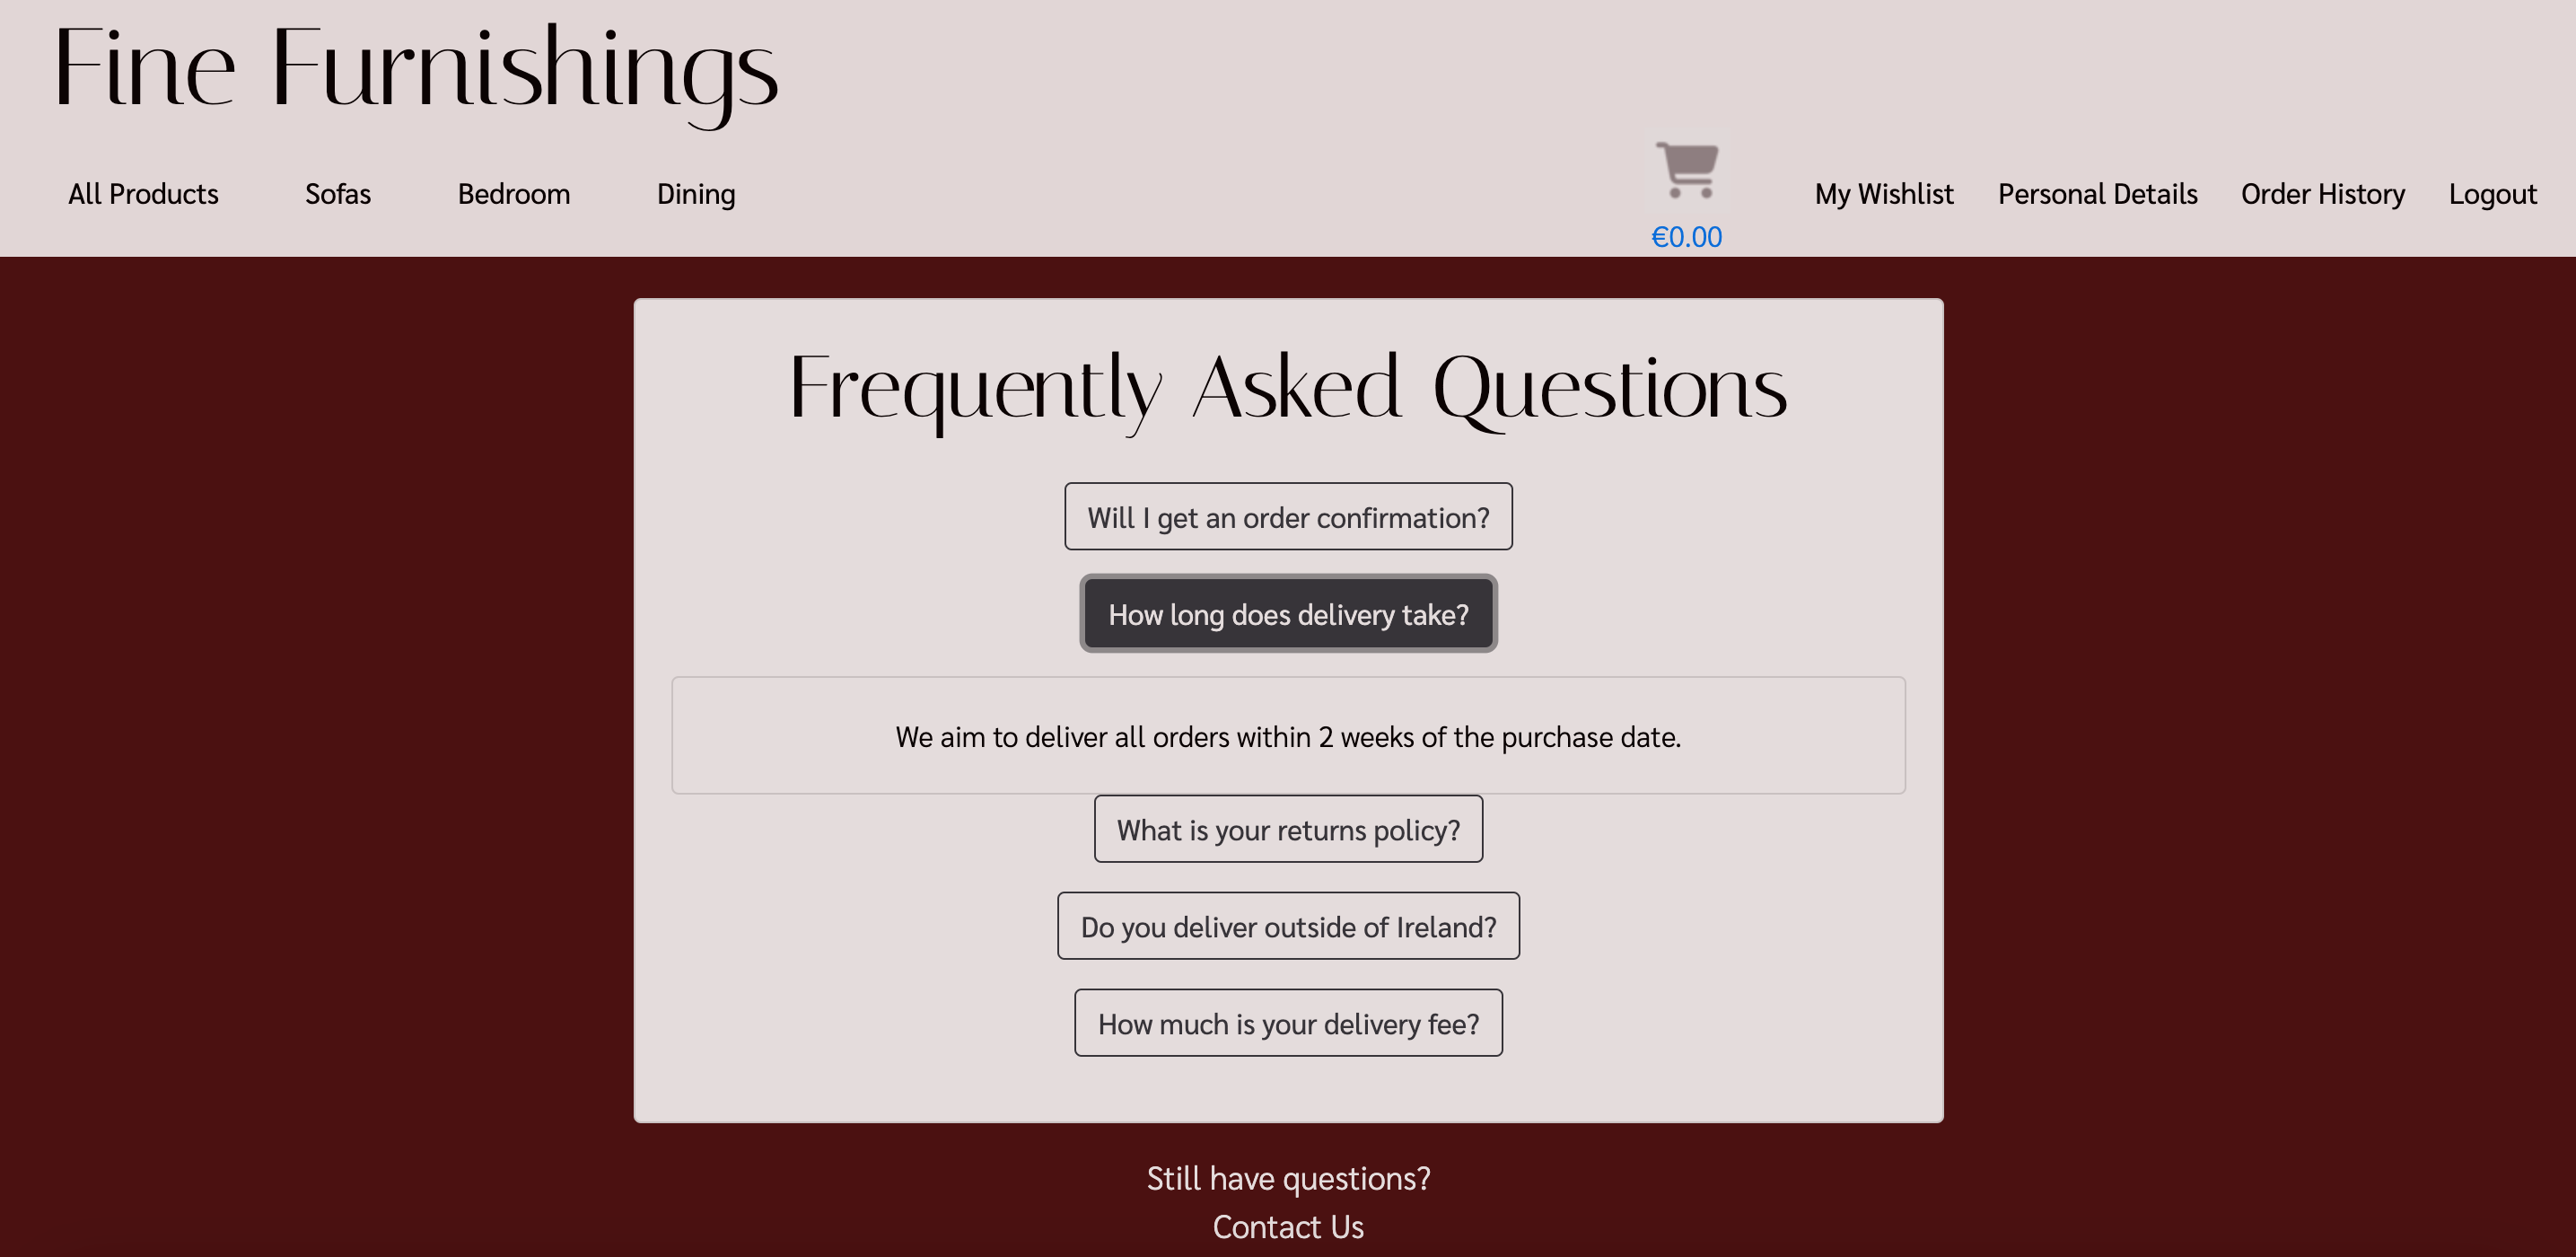 Fine Furnishings
All Products Sofas Bedroom Dining My Wishlist Personal Details Order History Logout
€0.00
Frequently Asked Questions
Will I get an order confirmation?
How long does delivery take?
We aim to deliver all orders within 2 weeks of the purchase date.
What is your returns policy?
Do you deliver outside of Ireland?
How much is your delivery fee?
Still have questions?
Contact Us